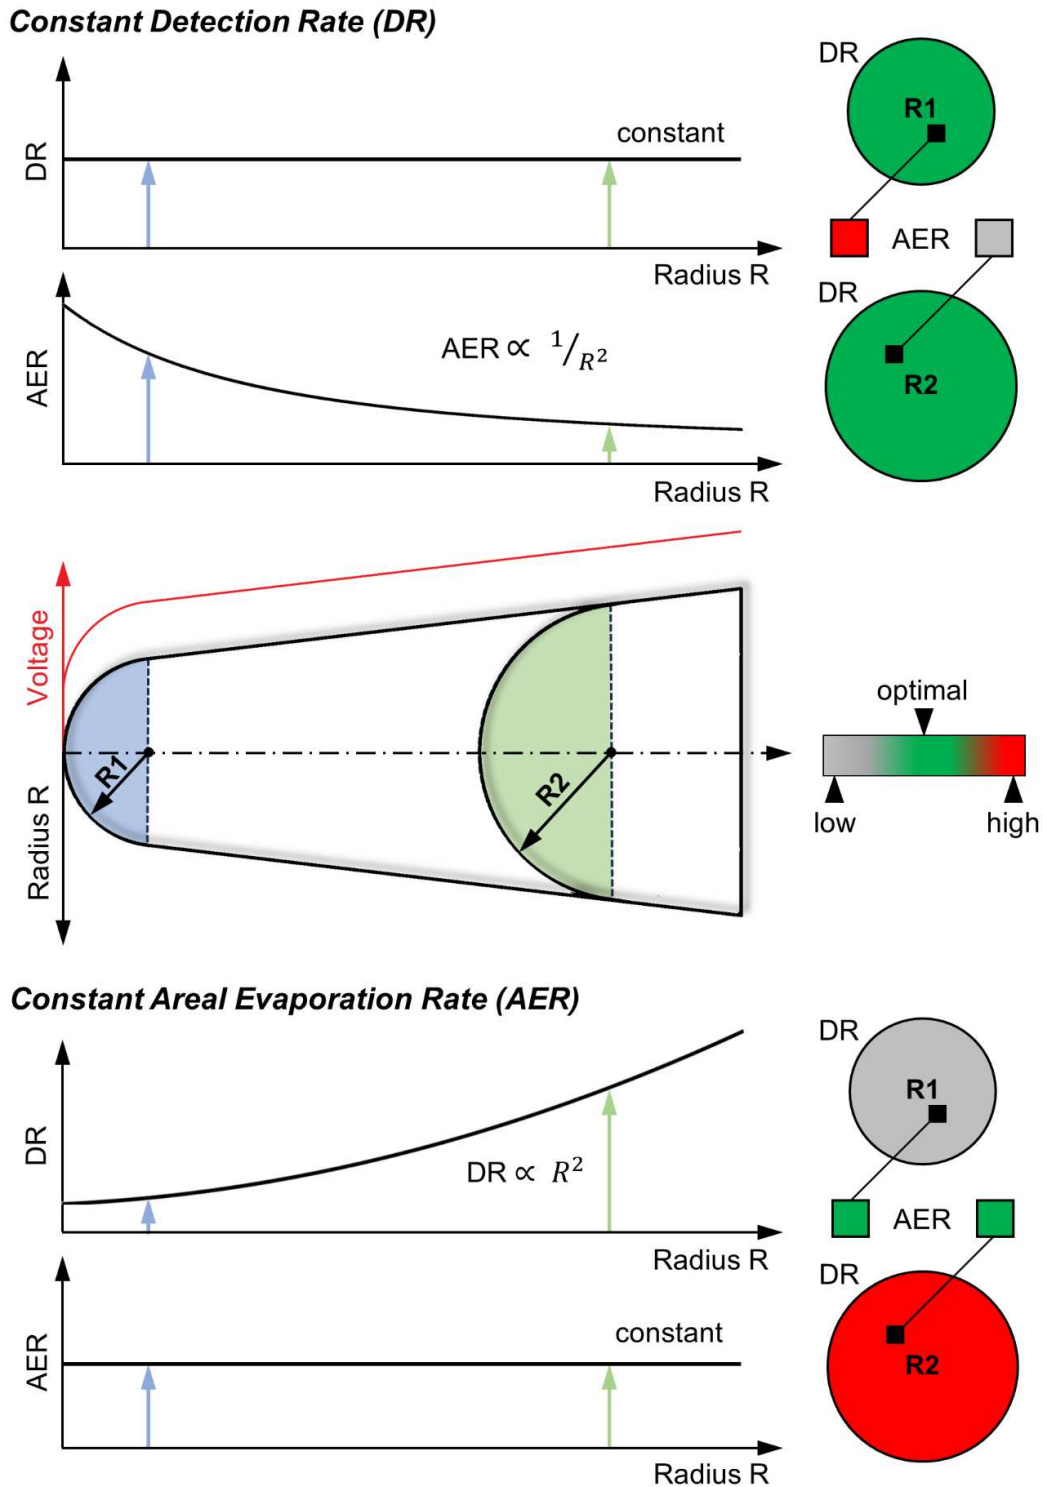 Constant Detection Rate (DR)
DR
constant
Radius R
DR
R1
AER
DR
R2
AER
AER ∝ 1/R²
Radius R
Voltage
Radius R
R1
R2
optimal
low
high
Constant Areal Evaporation Rate (AER)
DR
DR ∝ R²
Radius R
DR
R1
AER
DR
R2
AER
constant
Radius R